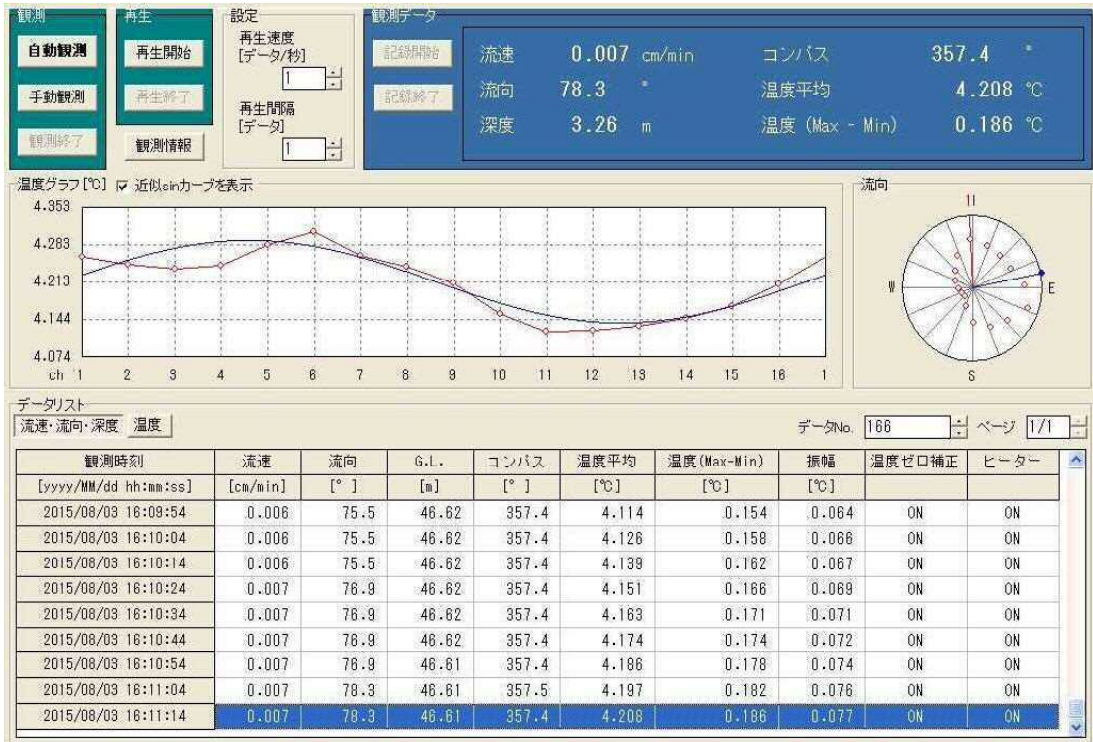 観測
自動観測
手動観測
観測終了
再生
再生開始
再生終了
観測情報
設定
再生速度
[データ/秒]
1
再生間隔
[データ]
1
観測データ
記録開始
記録終了
流速 0.007 cm/min コンパス 357.4 °
流向 78.3 ° 温度平均 4.208 ℃
深度 3.26 m 温度 (Max - Min) 0.186 ℃
温度グラフ[℃] 近似sinカーブを表示
4.353
4.283
4.213
4.144
4.074
ch 1 2 3 4 5 6 7 8 9 10 11 12 13 14 15 16 1
流向
W E
S
データリスト
流速・流向・深度 温度 データNo. 166 ページ 1/1
観測時刻 流速 流向 G.L. コンパス 温度平均 温度(Max-Min) 振幅 温度ゼロ補正 ヒーター
[yyyy/MM/dd hh:mm:ss] [cm/min] [° ] [m] [° ] [℃] [℃] [℃]
2015/08/03 16:09:54 0.006 75.5 46.62 357.4 4.114 0.154 0.064 ON ON
2015/08/03 16:10:04 0.006 75.5 46.62 357.4 4.126 0.158 0.066 ON ON
2015/08/03 16:10:14 0.006 75.5 46.62 357.4 4.139 0.162 0.067 ON ON
2015/08/03 16:10:24 0.007 76.9 46.62 357.4 4.151 0.166 0.069 ON ON
2015/08/03 16:10:34 0.007 76.9 46.62 357.4 4.163 0.171 0.071 ON ON
2015/08/03 16:10:44 0.007 76.9 46.62 357.4 4.174 0.174 0.072 ON ON
2015/08/03 16:10:54 0.007 76.9 46.61 357.4 4.186 0.178 0.074 ON ON
2015/08/03 16:11:04 0.007 78.3 46.61 357.5 4.197 0.182 0.076 ON ON
2015/08/03 16:11:14 0.007 78.3 46.61 357.4 4.208 0.186 0.077 ON ON